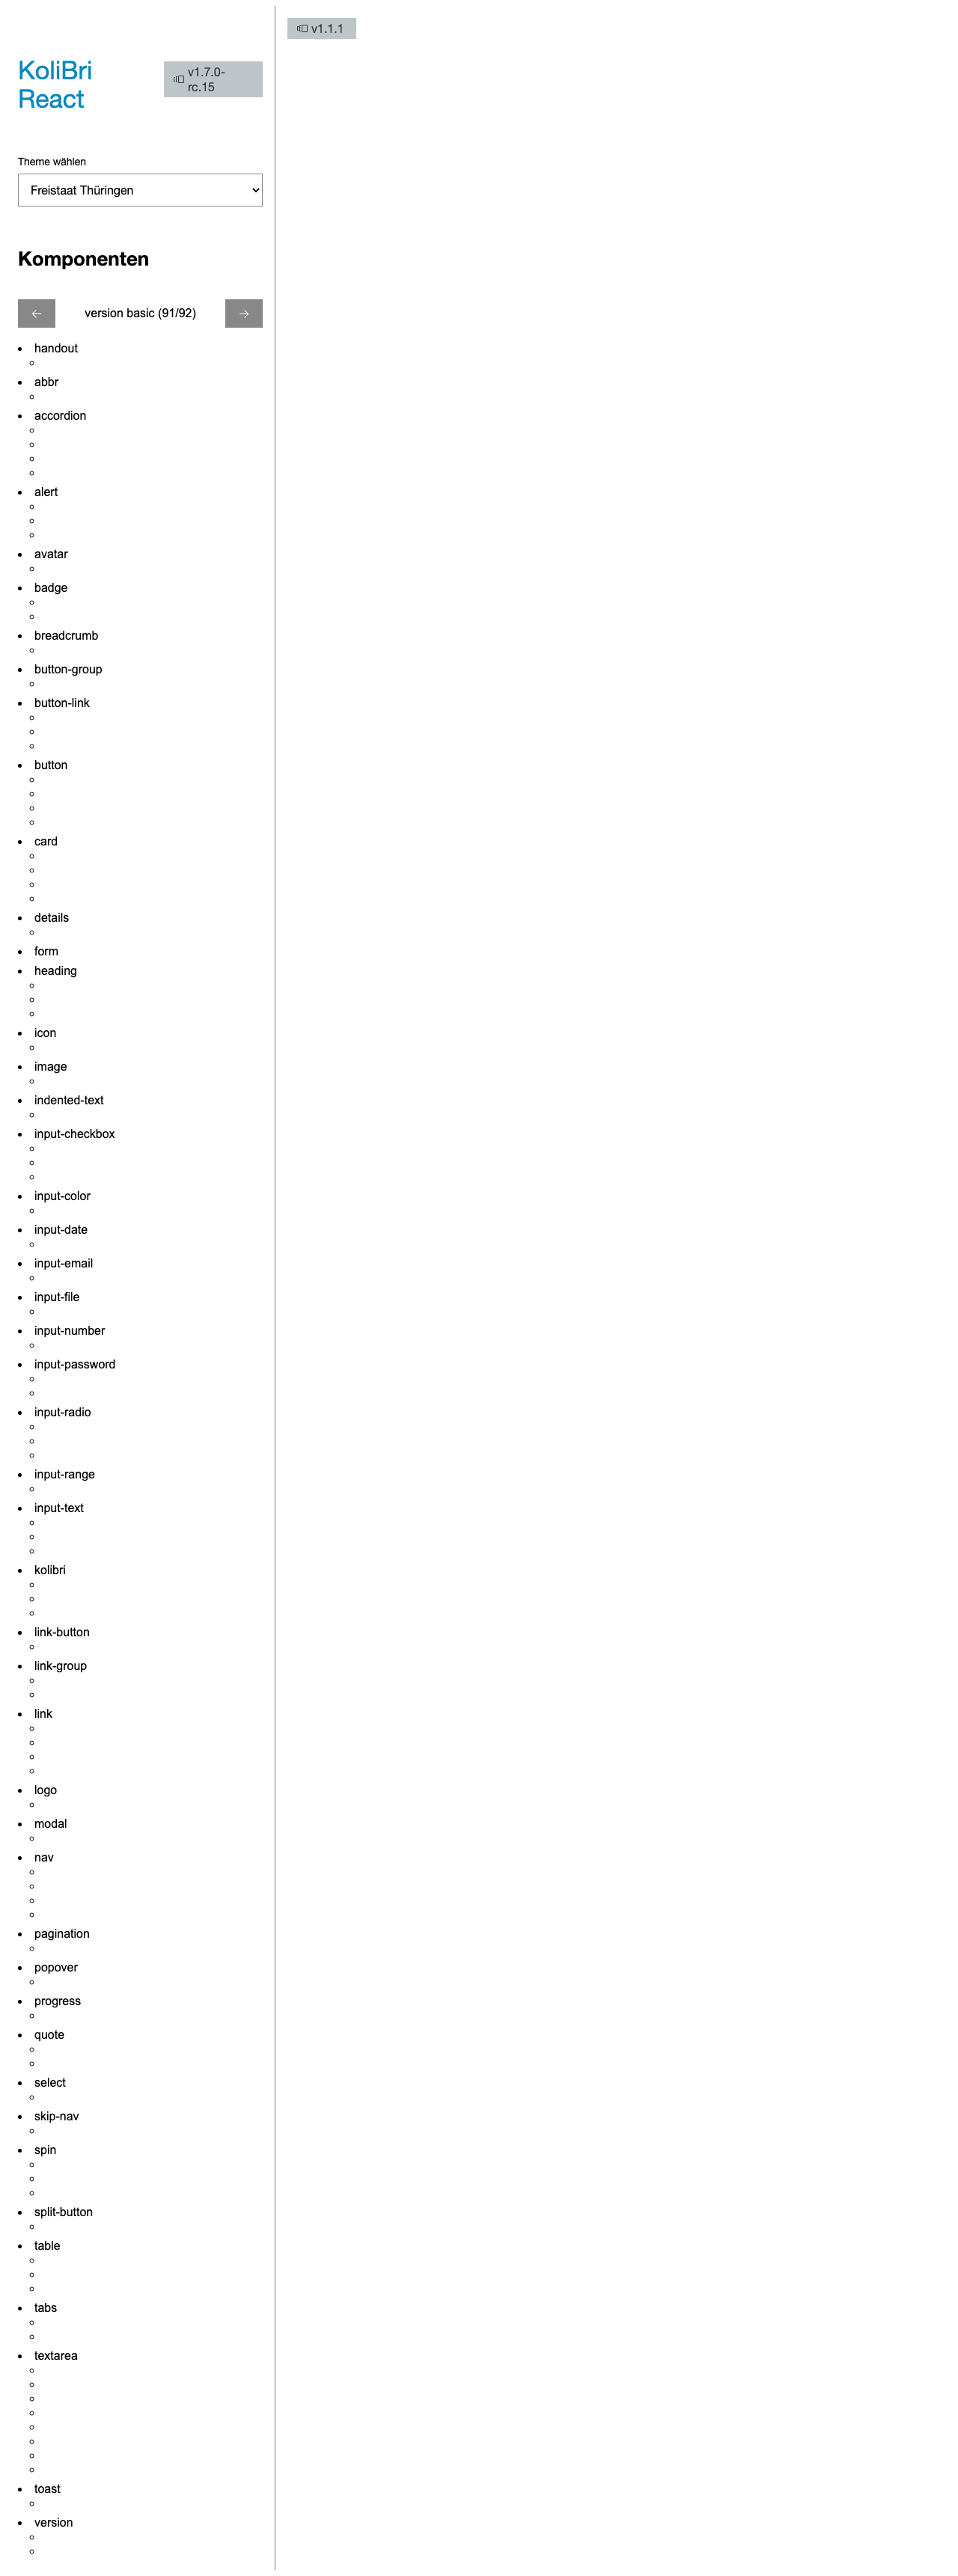 KoliBri
React
v1.7.0-
rc.15
v1.1.1
Theme wählen
Freistaat Thüringen
Komponenten
version basic (91/92)
handout
abbr
accordion
alert
avatar
badge
breadcrumb
button-group
button-link
button
card
details
form
heading
icon
image
indented-text
input-checkbox
input-color
input-date
input-email
input-file
input-number
input-password
input-radio
input-range
input-text
kolibri
link-button
link-group
link
logo
modal
nav
pagination
popover
progress
quote
select
skip-nav
spin
split-button
table
tabs
textarea
toast
version